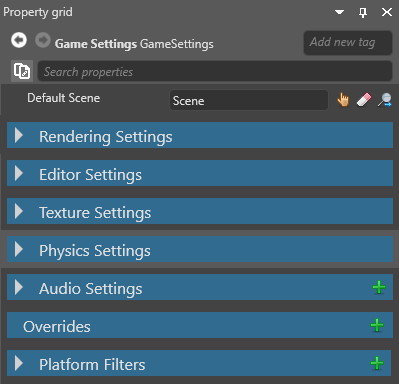 Property grid
Game Settings GameSettings
Add new tag
Search properties
Default Scene
Scene
Rendering Settings
Editor Settings
Texture Settings
Physics Settings
Audio Settings
Overrides
Platform Filters